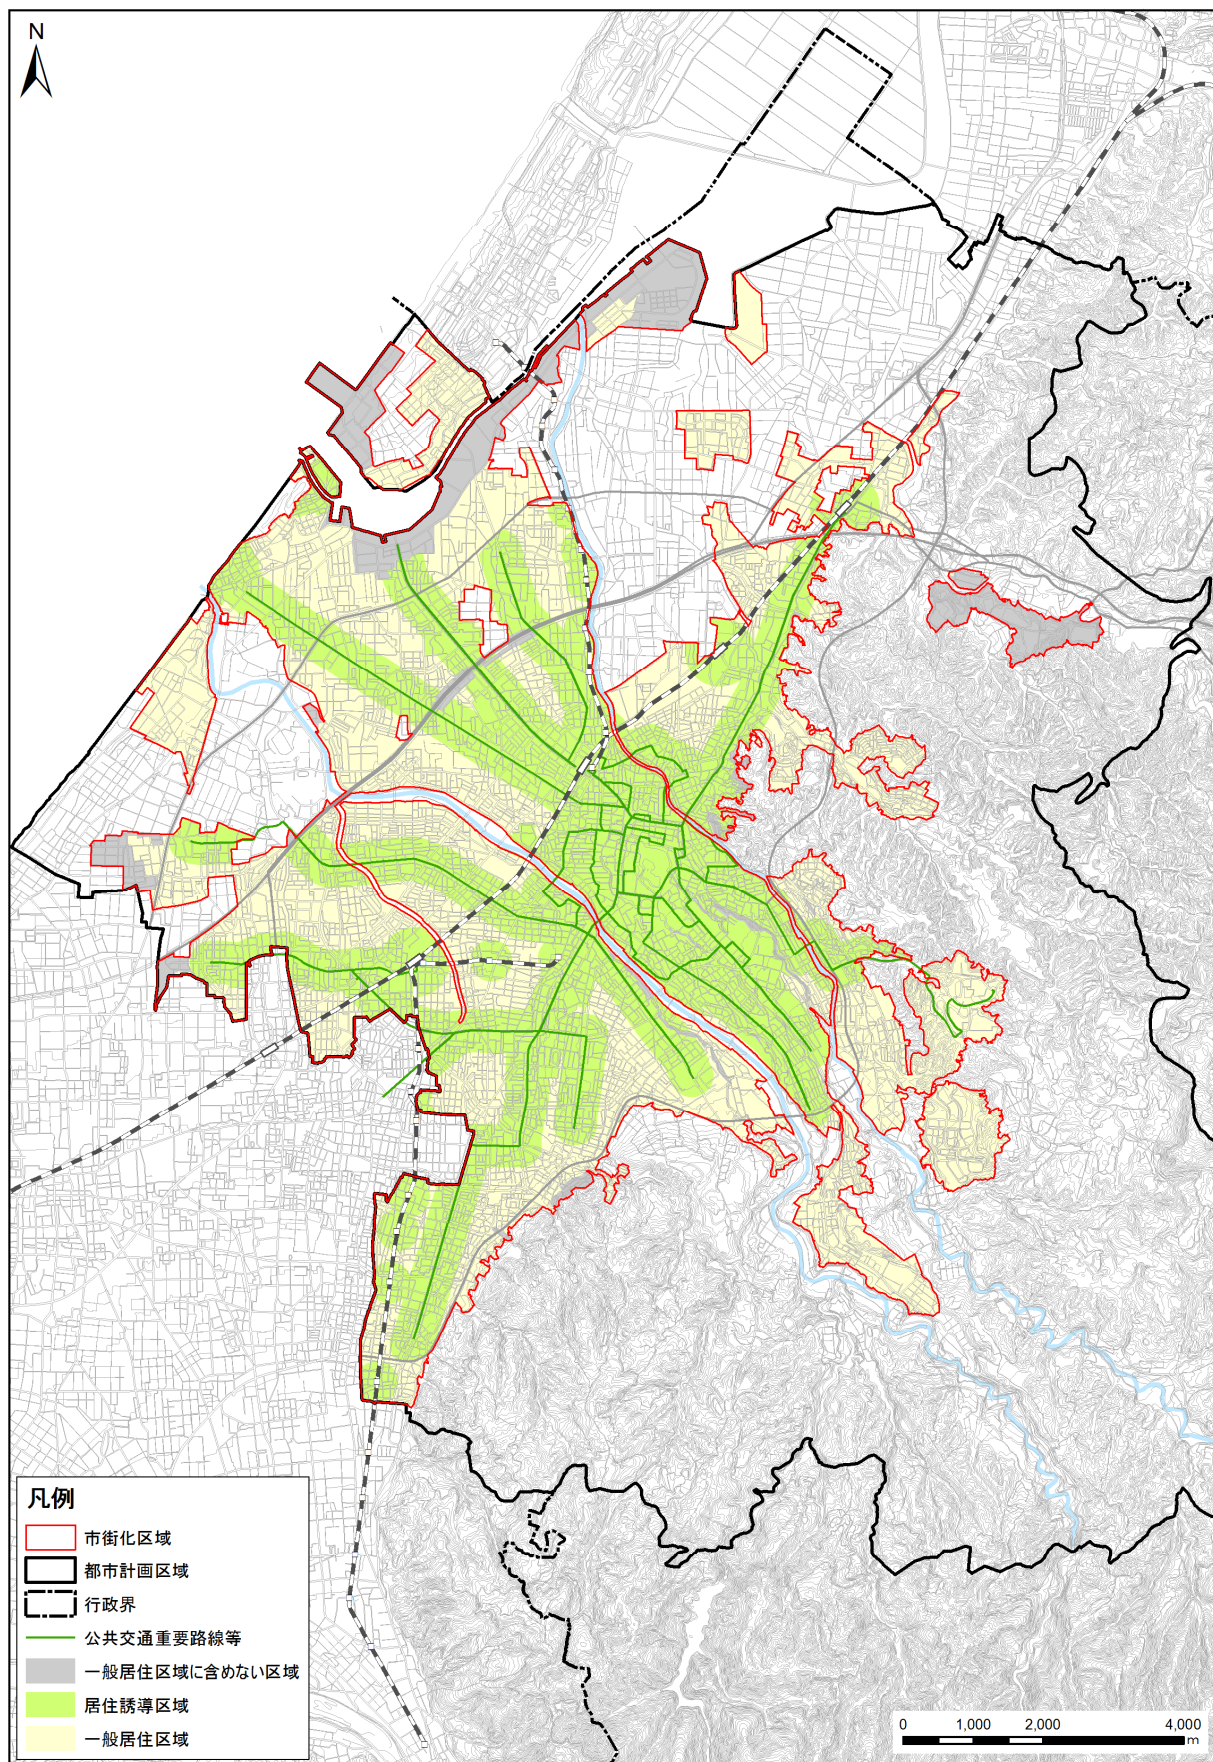 N
凡例
市街化区域
都市計画区域
行政界
公共交通重要路線等
一般居住区域に含めない区域
居住誘導区域
一般居住区域
0 1,000 2,000 4,000
m